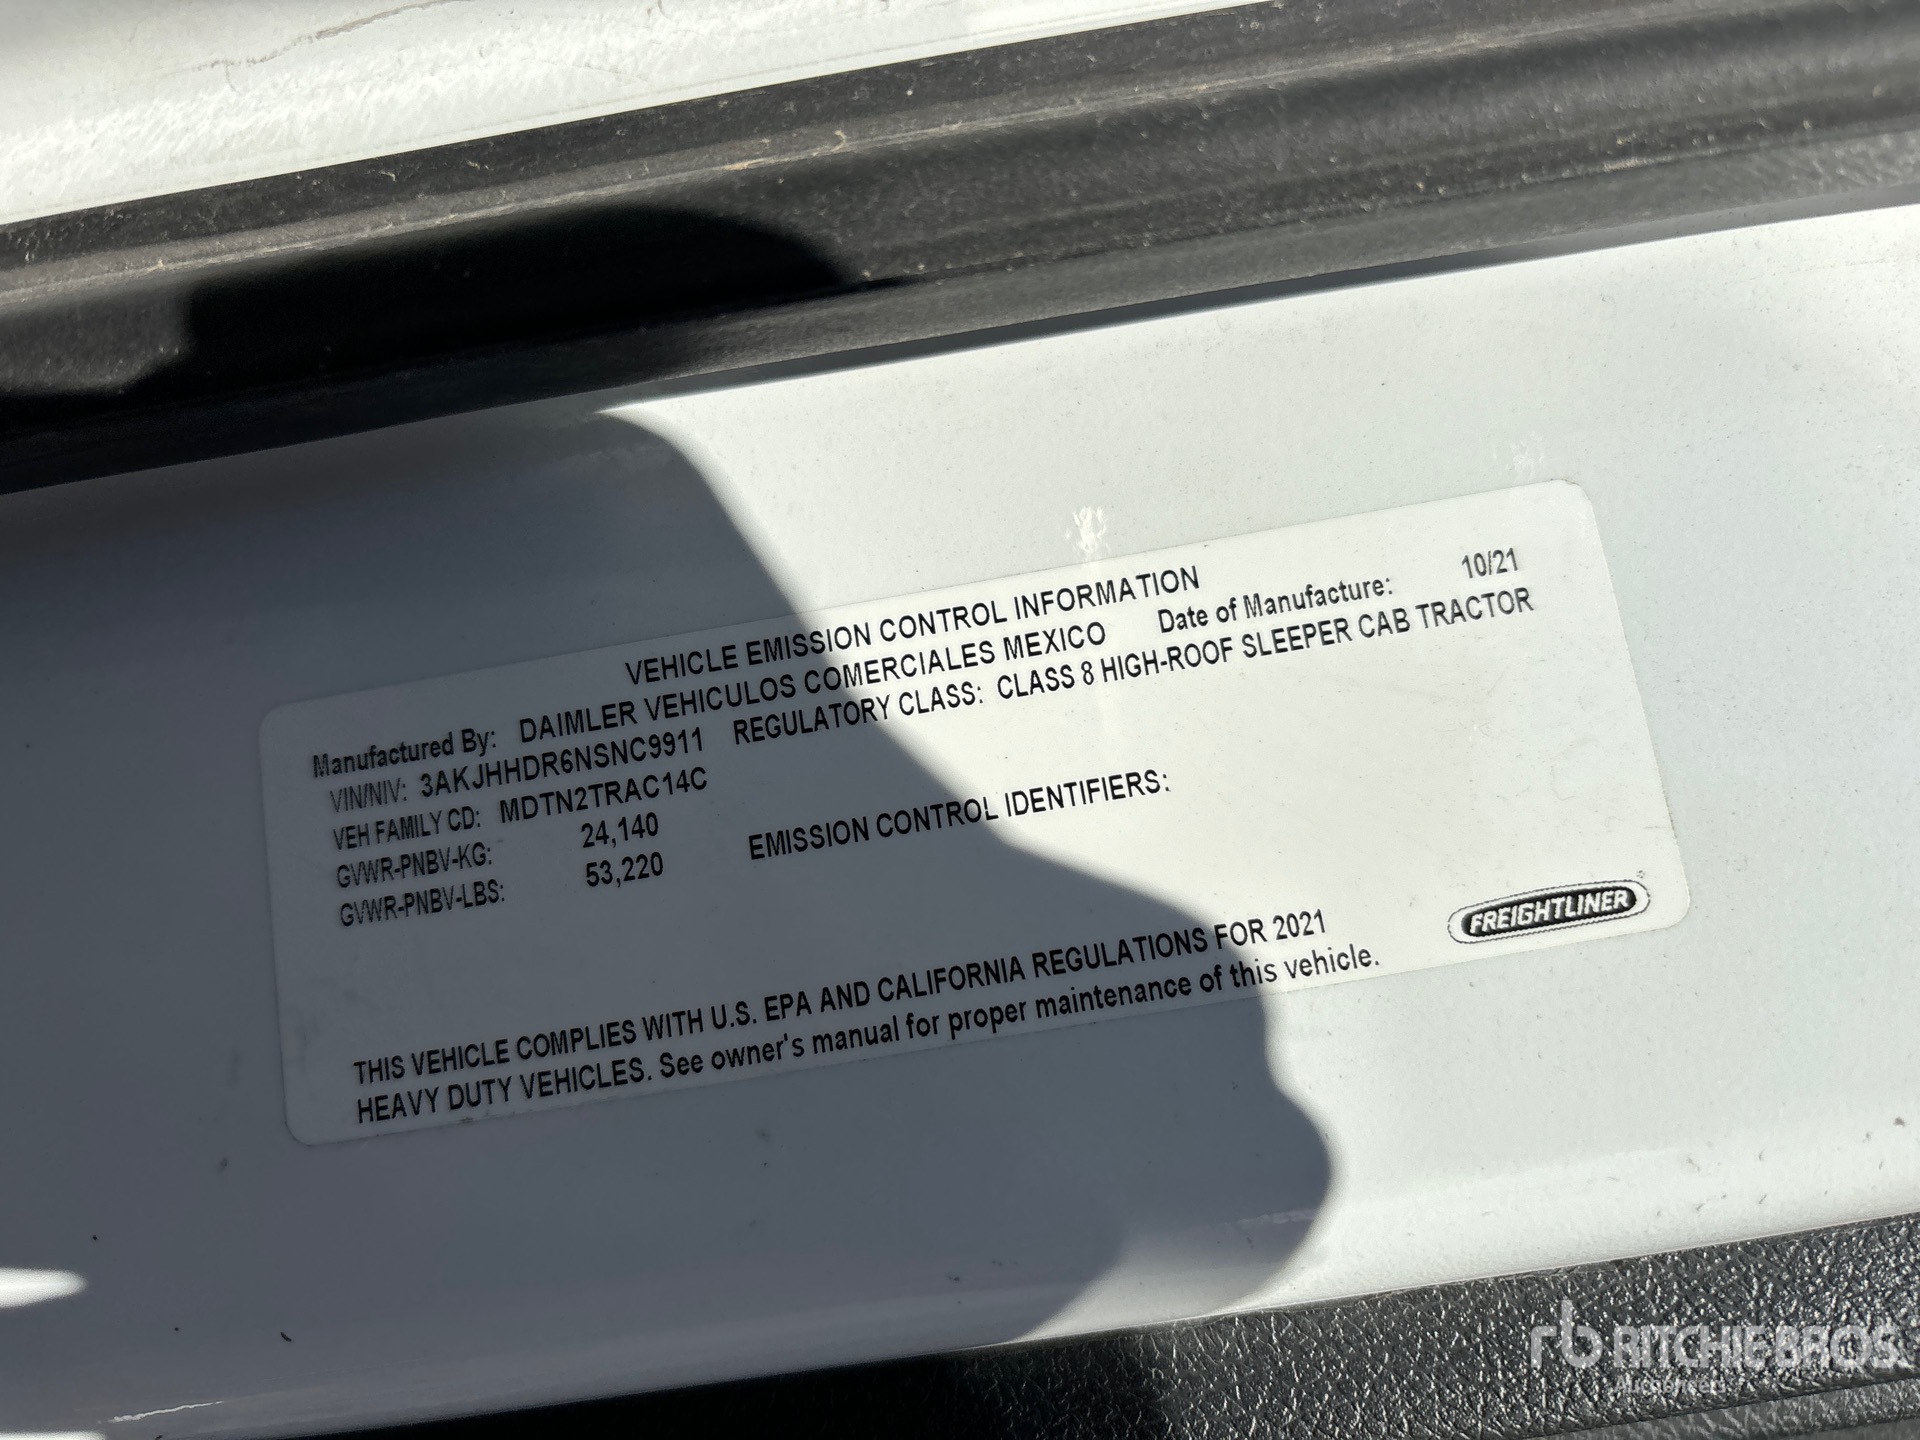 VEHICLE EMISSION CONTROL INFORMATION
Manufactured By: DAIMLER VEHICULOS COMERCIALES MEXICO Date of Manufacture: 10/21
VIN/NIV: 3AKJHHDR6NSNC9911 REGULATORY CLASS: CLASS 8 HIGH-ROOF SLEEPER CAB TRACTOR
VEH FAMILY CD: MDTN2TRAC14C
GVWR-PNBV-KG: 24,140 EMISSION CONTROL IDENTIFIERS:
GVWR-PNBV-LBS: 53,220
FREIGHTLINER
THIS VEHICLE COMPLIES WITH U.S. EPA AND CALIFORNIA REGULATIONS FOR 2021
HEAVY DUTY VEHICLES. See owner's manual for proper maintenance of this vehicle.
rb RITCHIE BROS.
Auctioneers